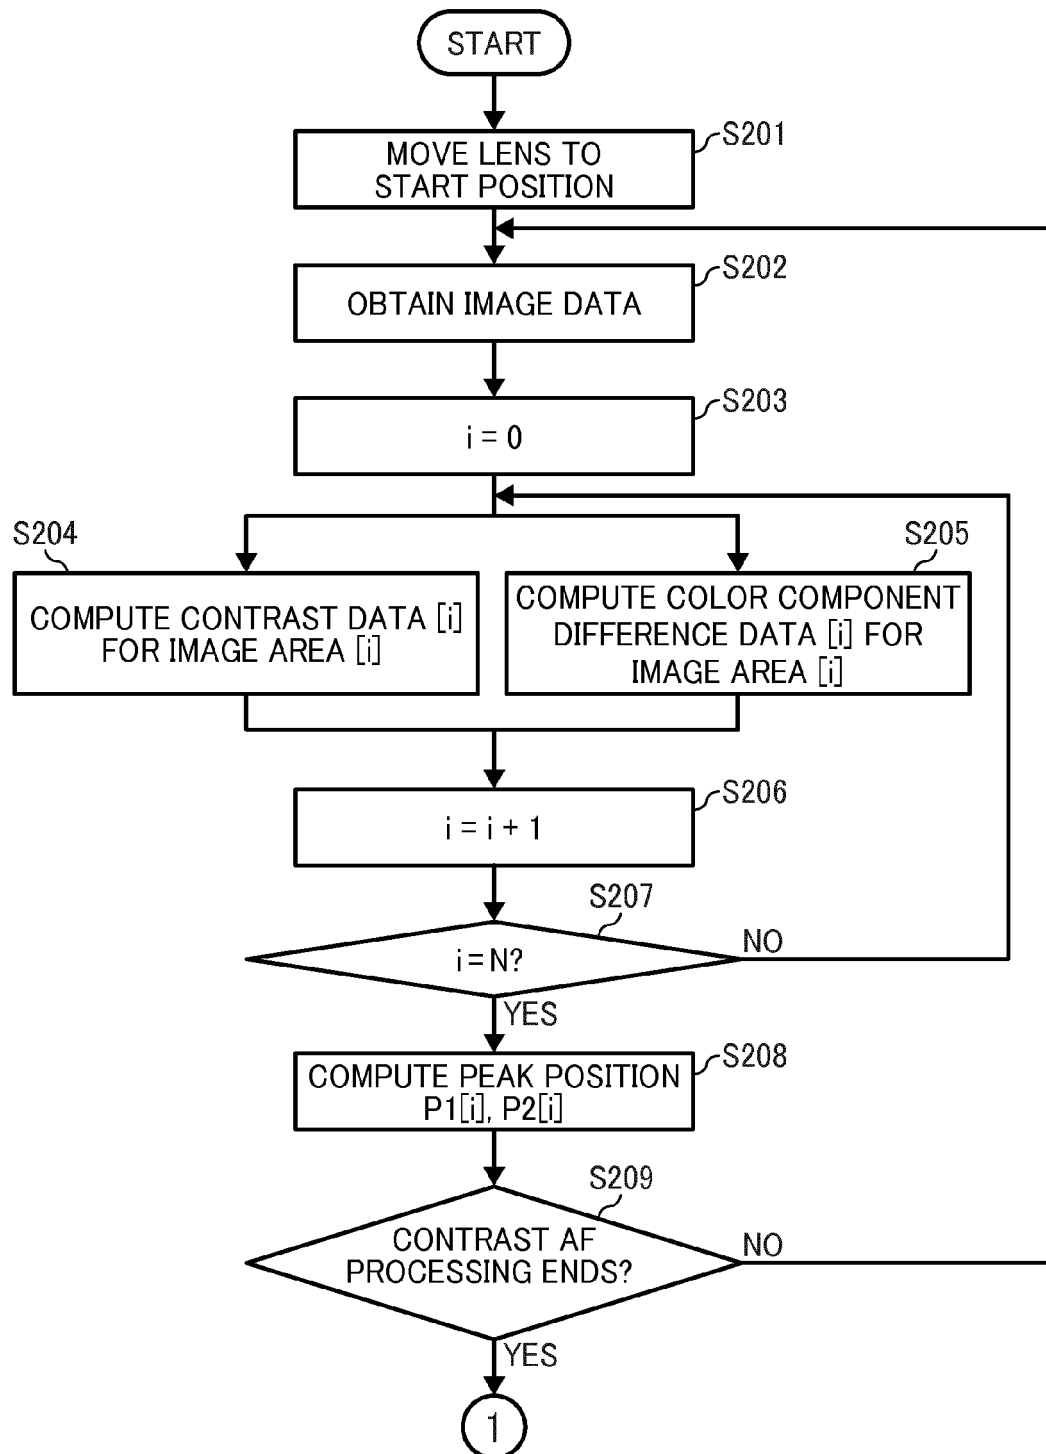 START
S201
MOVE LENS TO
START POSITION
S202
OBTAIN IMAGE DATA
S203
i = 0
S204
COMPUTE CONTRAST DATA [i]
FOR IMAGE AREA [i]
S205
COMPUTE COLOR COMPONENT
DIFFERENCE DATA [i] FOR
IMAGE AREA [i]
S206
i = i + 1
S207
i = N?
NO
YES
S208
COMPUTE PEAK POSITION
P1[i], P2[i]
S209
CONTRAST AF
PROCESSING ENDS?
NO
YES
1